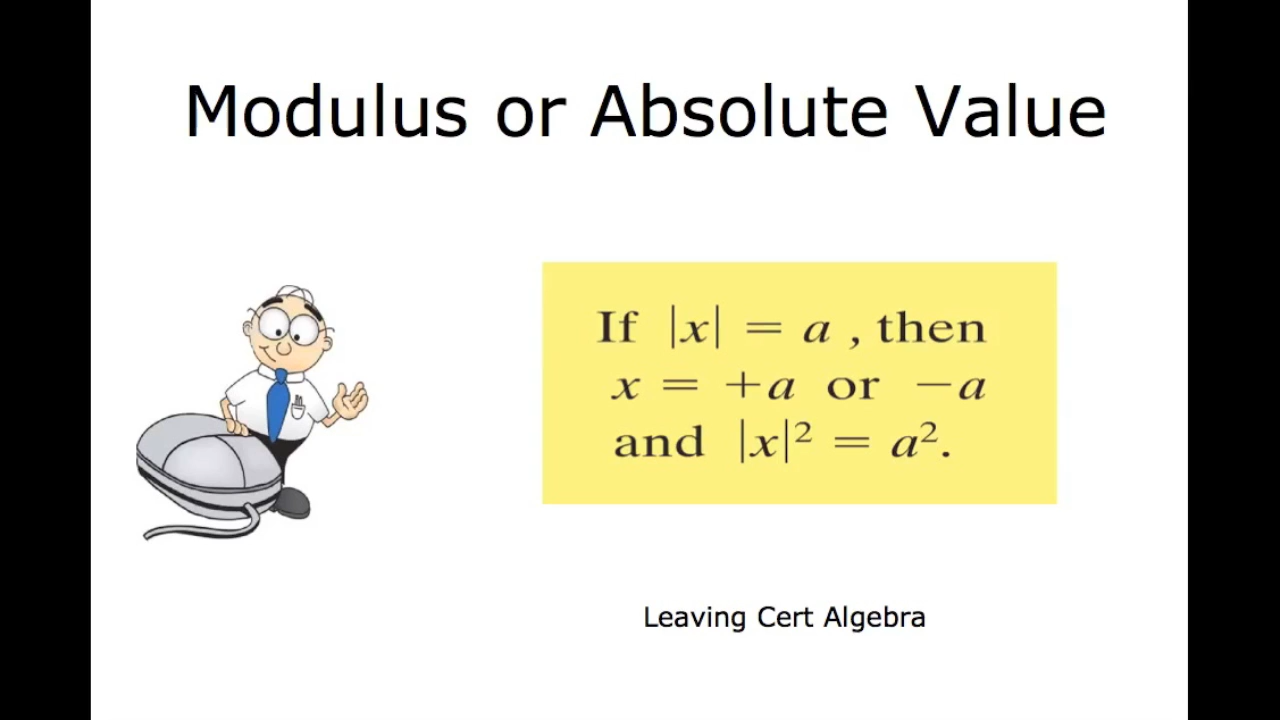 Modulus or Absolute Value
If |x| = a , then
x = +a or −a
and |x|² = a².
Leaving Cert Algebra